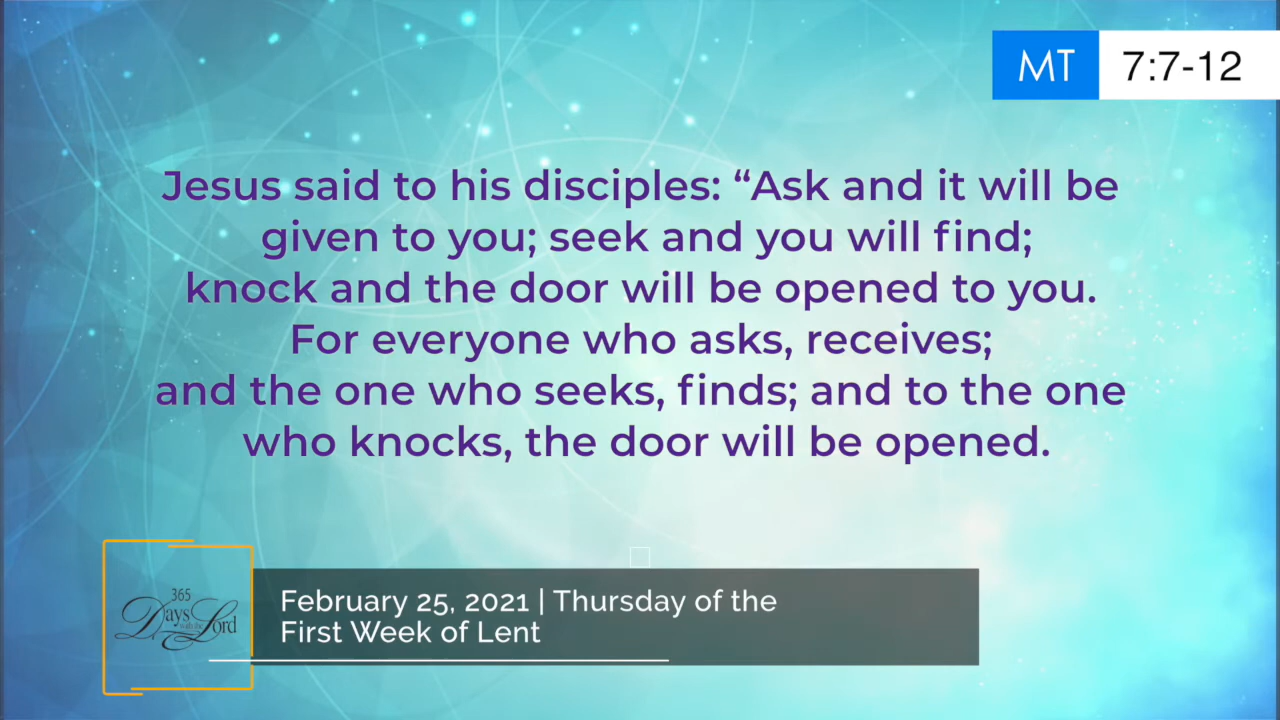 MT 7:7-12
Jesus said to his disciples: “Ask and it will be
given to you; seek and you will find;
knock and the door will be opened to you.
For everyone who asks, receives;
and the one who seeks, finds; and to the one
who knocks, the door will be opened.
365
Days with the Lord
February 25, 2021 | Thursday of the
First Week of Lent